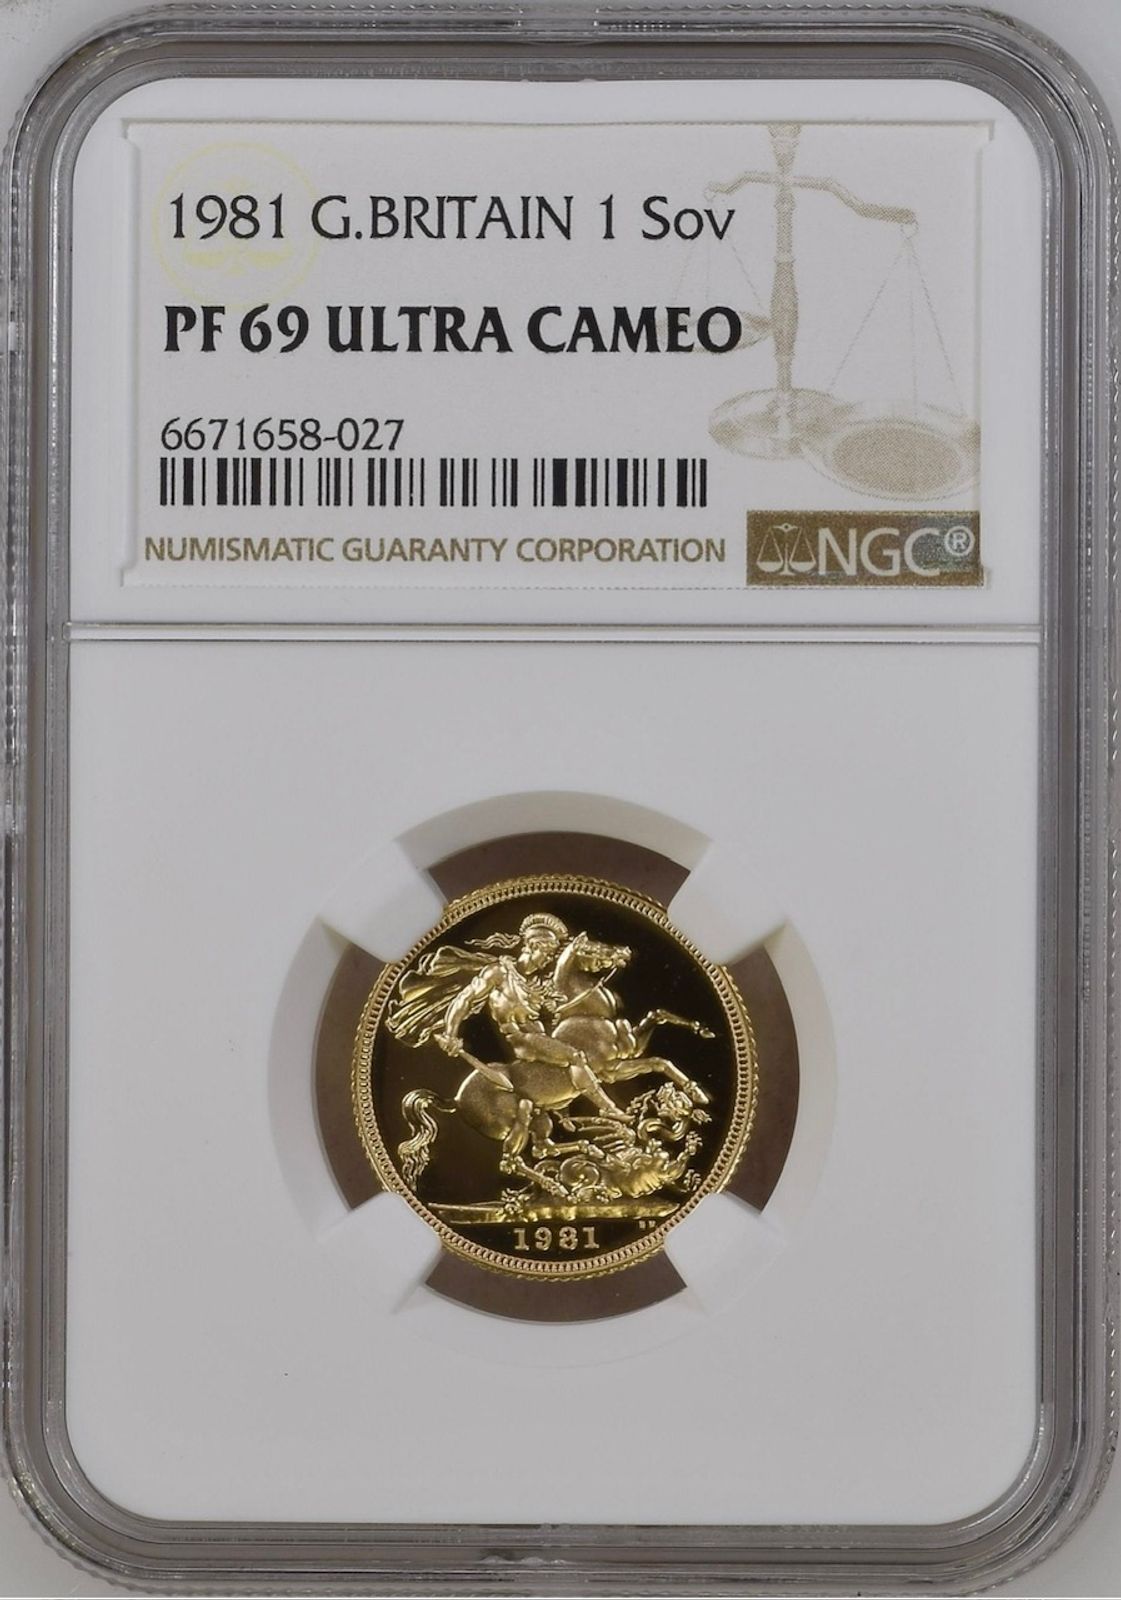 1981 G.BRITAIN 1 Sov
PF 69 ULTRA CAMEO
6671658-027
NUMISMATIC GUARANTY CORPORATION
NGC®
1981